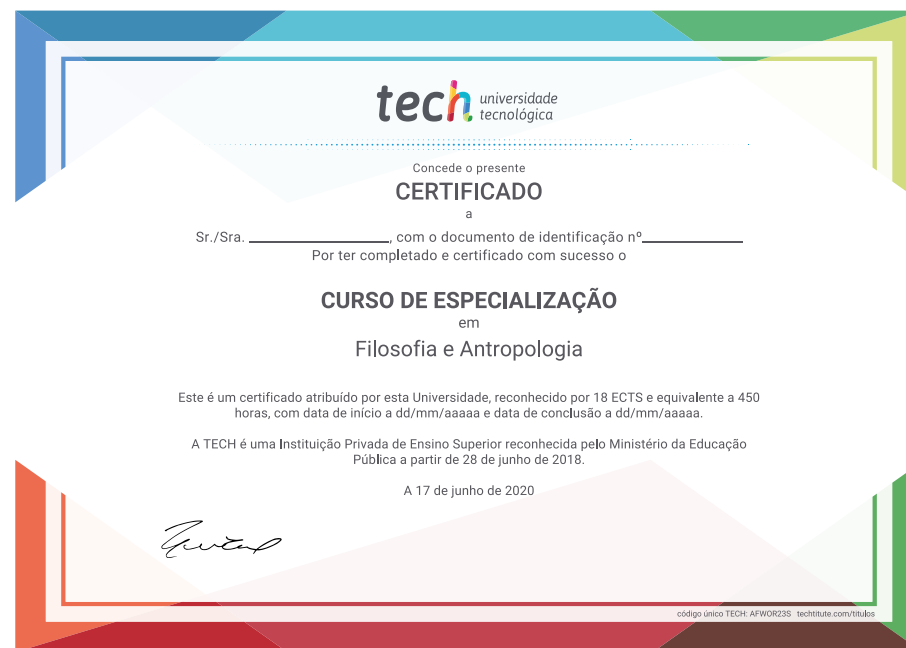 tech universidade
tecnológica
Concede o presente
CERTIFICADO
a
Sr./Sra. __________________, com o documento de identificação nº_____________
Por ter completado e certificado com sucesso o
CURSO DE ESPECIALIZAÇÃO
em
Filosofia e Antropologia
Este é um certificado atribuído por esta Universidade, reconhecido por 18 ECTS e equivalente a 450
horas, com data de início a dd/mm/aaaaa e data de conclusão a dd/mm/aaaaa.
A TECH é uma Instituição Privada de Ensino Superior reconhecida pelo Ministério da Educação
Pública a partir de 28 de junho de 2018.
A 17 de junho de 2020
código único TECH: AFWOR23S techtitute.com/titulos